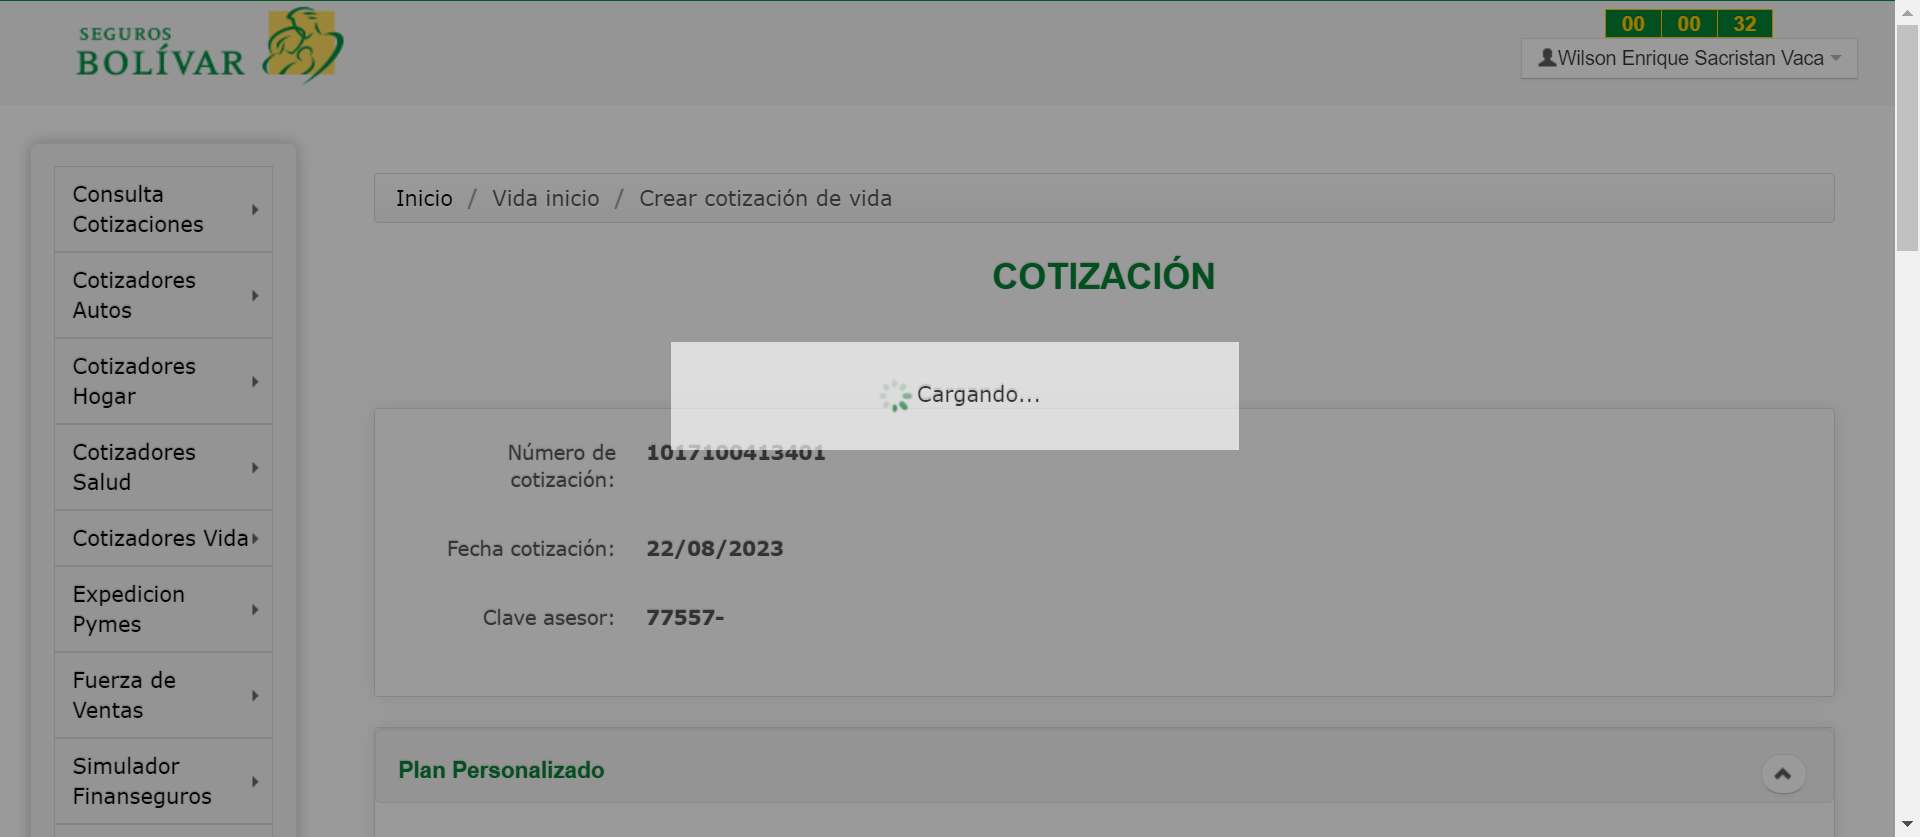 SEGUROS
BOLÍVAR
00 00 32
Wilson Enrique Sacristan Vaca
Consulta
Cotizaciones
Cotizadores
Autos
Cotizadores
Hogar
Cotizadores
Salud
Cotizadores Vida
Expedicion
Pymes
Fuerza de
Ventas
Simulador
Finanseguros
Inicio / Vida inicio / Crear cotización de vida
COTIZACIÓN
Cargando...
Número de
cotización:
1017100413401
Fecha cotización: 22/08/2023
Clave asesor: 77557-
Plan Personalizado